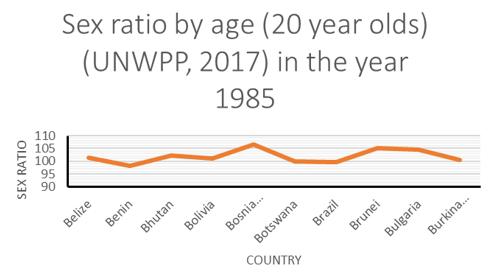 Sex ratio by age (20 year olds)
(UNWPP, 2017) in the year
1985
110
105
100
95
90
SEX RATIO
Belize
Benin
Bhutan
Bolivia
Bosnia...
Botswana
Brazil
Brunei
Bulgaria
Burkina...
COUNTRY